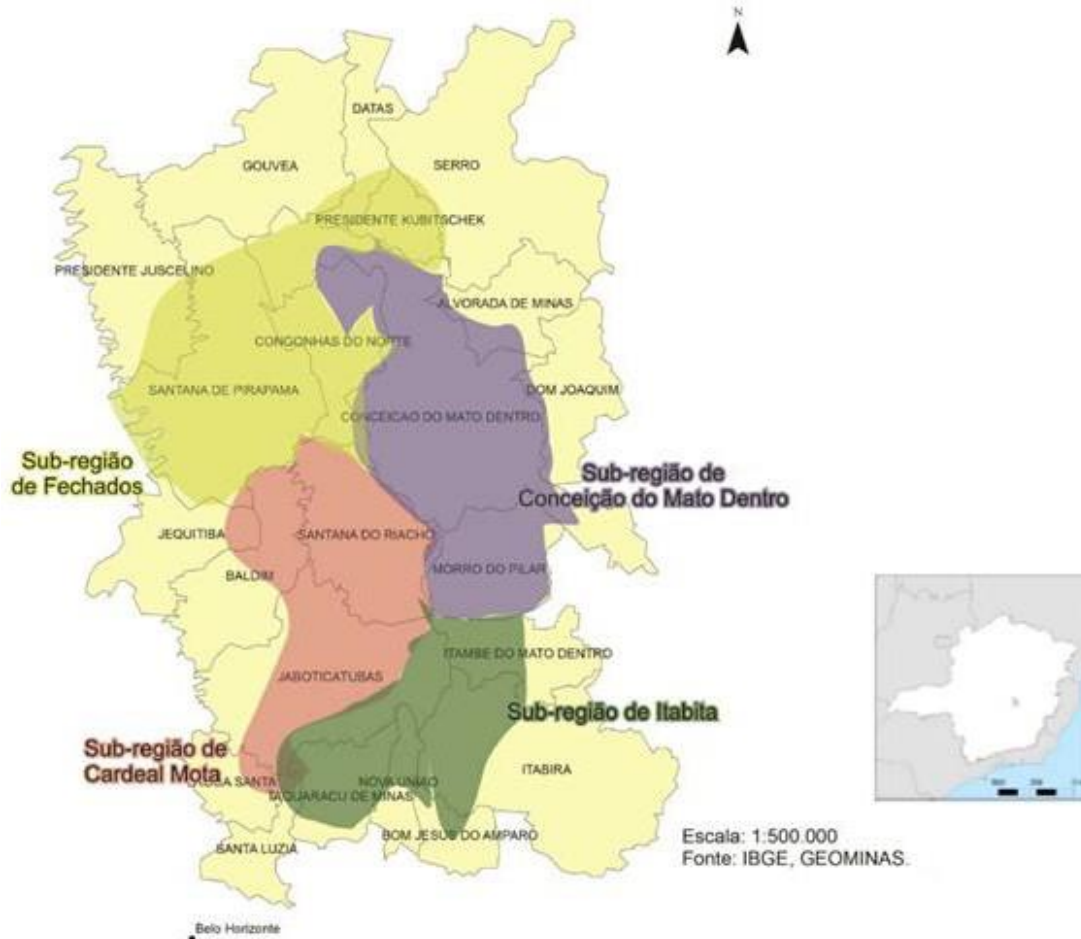 N
DATAS
GOUVEA
SERRO
PRESIDENTE KUBITSCHEK
PRESIDENTE JUSCELINO
ALVORADA DE MINAS
CONGONHAS DO NORTE
SANTANA DE PIRAPAMA
DOM JOAQUIM
CONCEICAO DO MATO DENTRO
Sub-região
de Fechados
Sub-região de
Conceição do Mato Dentro
JEQUITIBA
SANTANA DO RIACHO
MORRO DO PILAR
BALDIM
ITAMBE DO MATO DENTRO
JABOTICATUBAS
Sub-região de Itabita
Sub-região de
Cardeal Mota
ITABIRA
SANTA
NOVA UNIAO
TAQUARACU DE MINAS
BOM JESUS DO AMPARO
SANTA LUZIA
Escala: 1:500.000
Fonte: IBGE, GEOMINAS.
Belo Horizonte